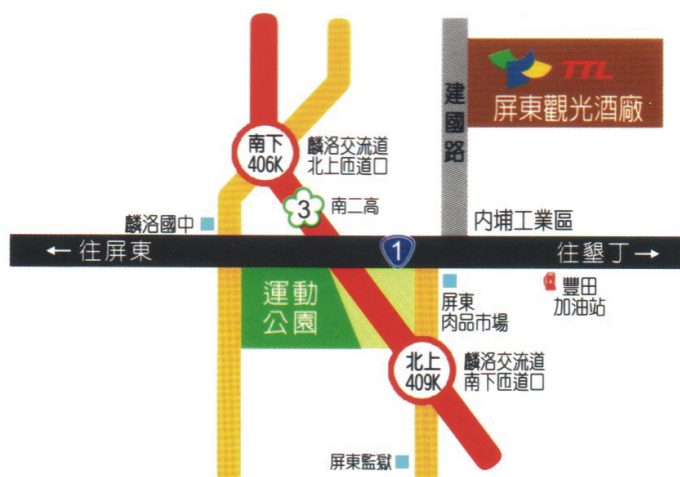 TTL
屏東觀光酒廠
建國路
南下
406K
麟洛交流道
北上匝道口
3
南二高
麟洛國中
內埔工業區
←往屏東
1
往墾丁→
運動
公園
屏東
肉品市場
豐田
加油站
北上
409K
麟洛交流道
南下匝道口
屏東監獄